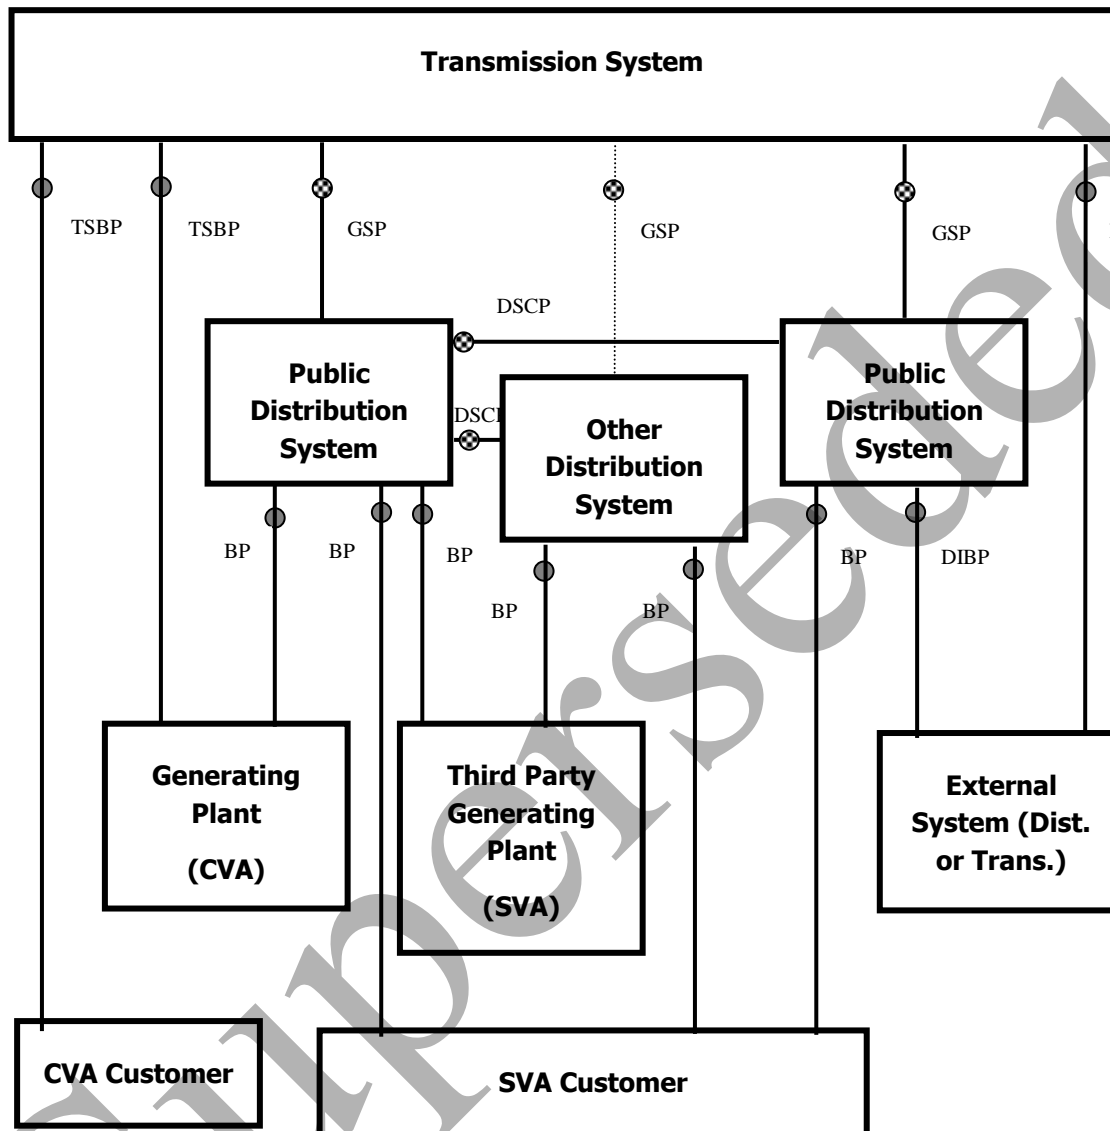 Transmission System
TSBP
TSBP
GSP
GSP
GSP
DSCP
Public
Distribution
System
DSCP
Other
Distribution
System
Public
Distribution
System
BP
BP
BP
BP
BP
BP
DIBP
Generating
Plant
(CVA)
Third Party
Generating
Plant
(SVA)
External
System (Dist.
or Trans.)
CVA Customer
SVA Customer
Superseded